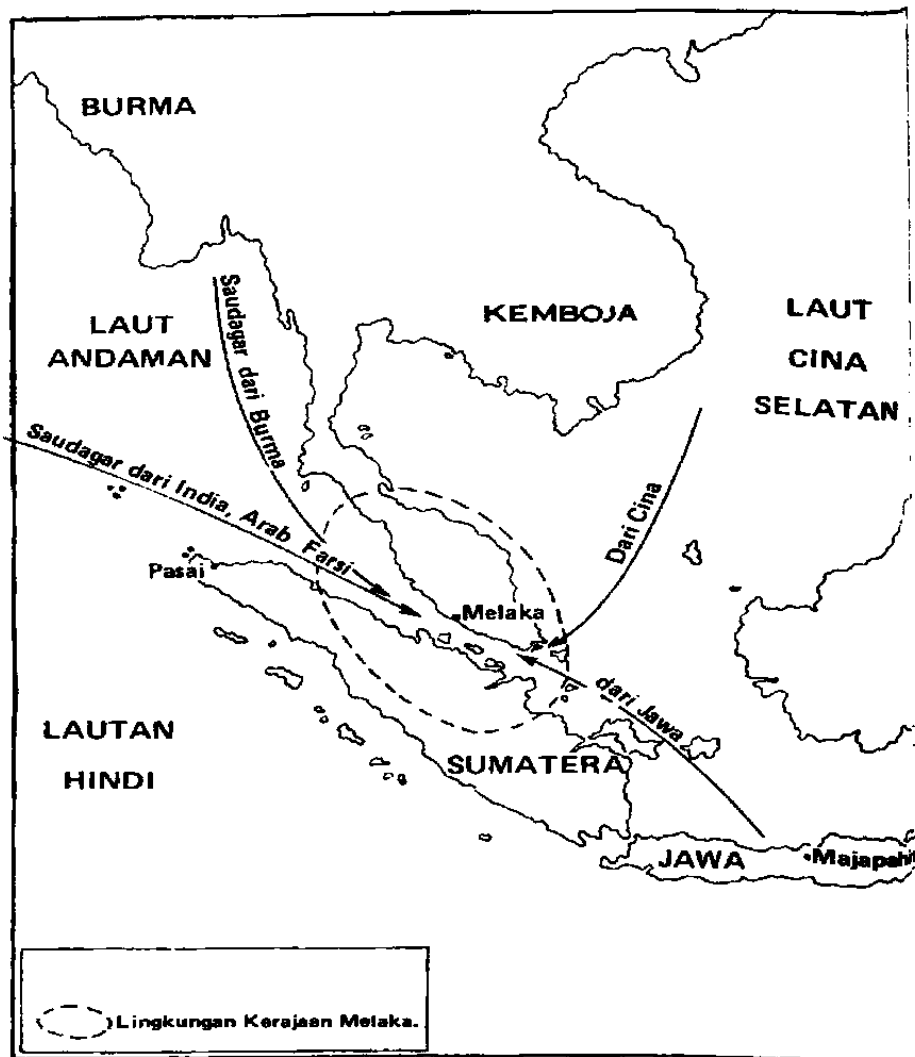 BURMA
LAUT
ANDAMAN
Saudagar dari Burma
KEMBOJA
LAUT
CINA
SELATAN
Saudagar dari India, Arab Farsi
Dari Cina
Pasai
Melaka
dari Jawa
LAUTAN
HINDI
SUMATERA
JAWA
Majapahit
Lingkungan Kerajaan Melaka.